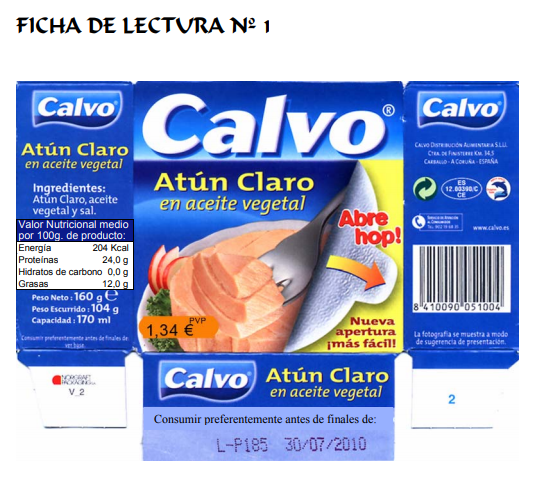 FICHA DE LECTURA Nº 1
Calvo®
Atún Claro
en aceite vegetal
Ingredientes:
Atún Claro, aceite
vegetal y sal.
Valor Nutricional medio
por 100g. de producto:
Energía 204 Kcal
Proteínas 24,0 g
Hidratos de carbono 0,0 g
Grasas 12,0 g
Peso Neto : 160 g e
Peso Escurrido : 104 g
Capacidad : 170 ml
Consumir preferentemente antes de finales de:
ver base.
NORGRAFT
PACKAGING
V_2
Calvo®
Atún Claro
en aceite vegetal
Abre
hop!
PVP
1,34 €
Nueva
apertura
¡más fácil!
Calvo
Atún Claro
en aceite vegetal
Consumir preferentemente antes de finales de:
L-P185 30/07/2010
Calvo®
CALVO DISTRIBUCIÓN ALIMENTARIA S.L.U.
CTRA. DE FINISTERRE KM. 34,5
CARBALLO - A CORUÑA - ESPAÑA
ES
12.00390/C
CE
www.calvo.es
8 410090 051004
La fotografía se muestra a modo
de sugerencia de presentación.
2